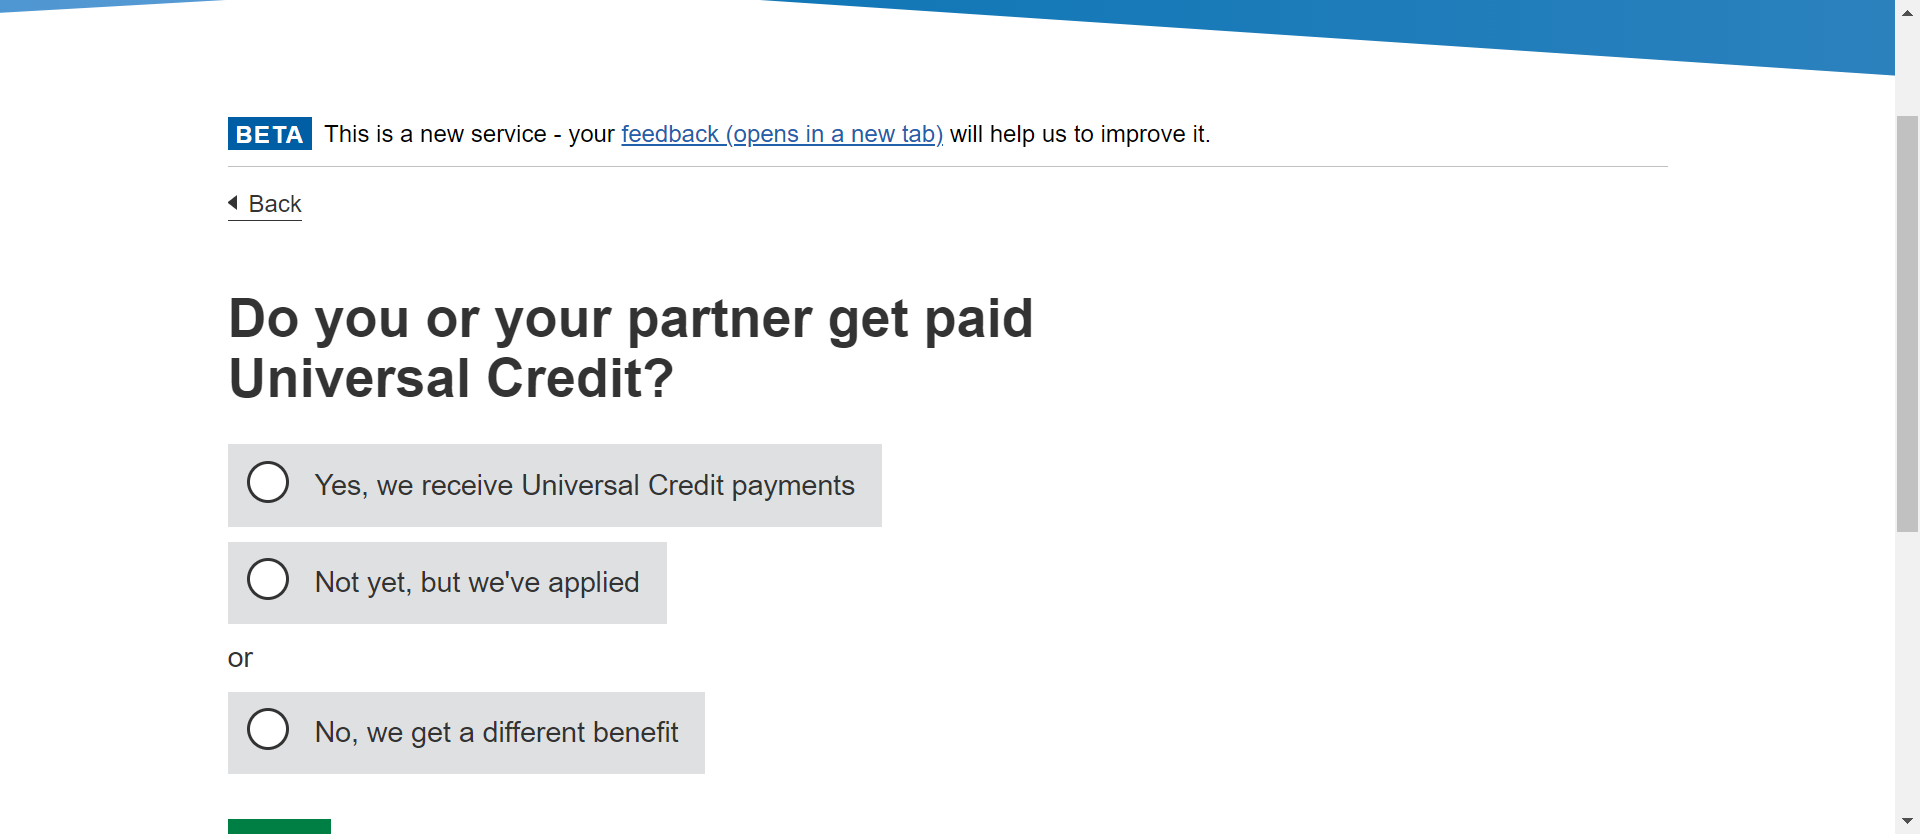 BETA This is a new service - your feedback (opens in a new tab) will help us to improve it.
Back
Do you or your partner get paid
Universal Credit?
Yes, we receive Universal Credit payments
Not yet, but we've applied
or
No, we get a different benefit